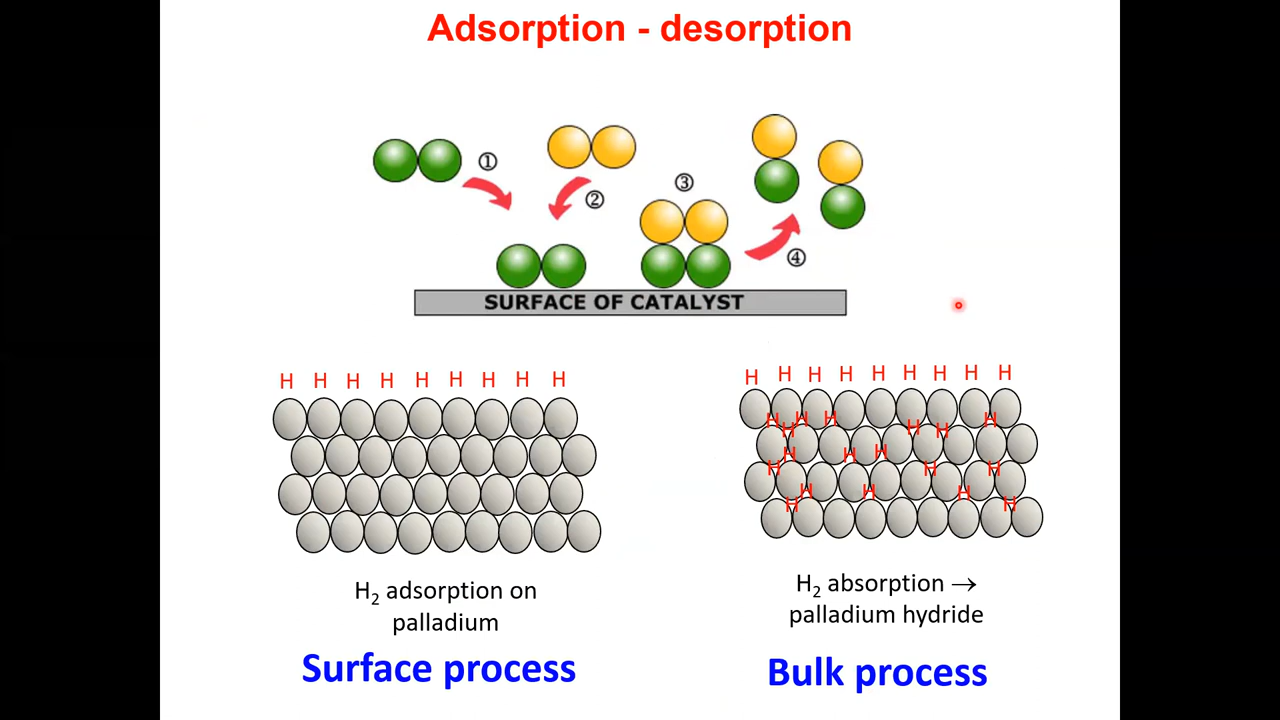 Adsorption - desorption
①
②
③
④
SURFACE OF CATALYST
H H H H H H H H H
H₂ adsorption on
palladium
Surface process
H H H H H H H H H
H H H H H H H
H H H H
H H H
H H H H H H
H₂ absorption →
palladium hydride
Bulk process